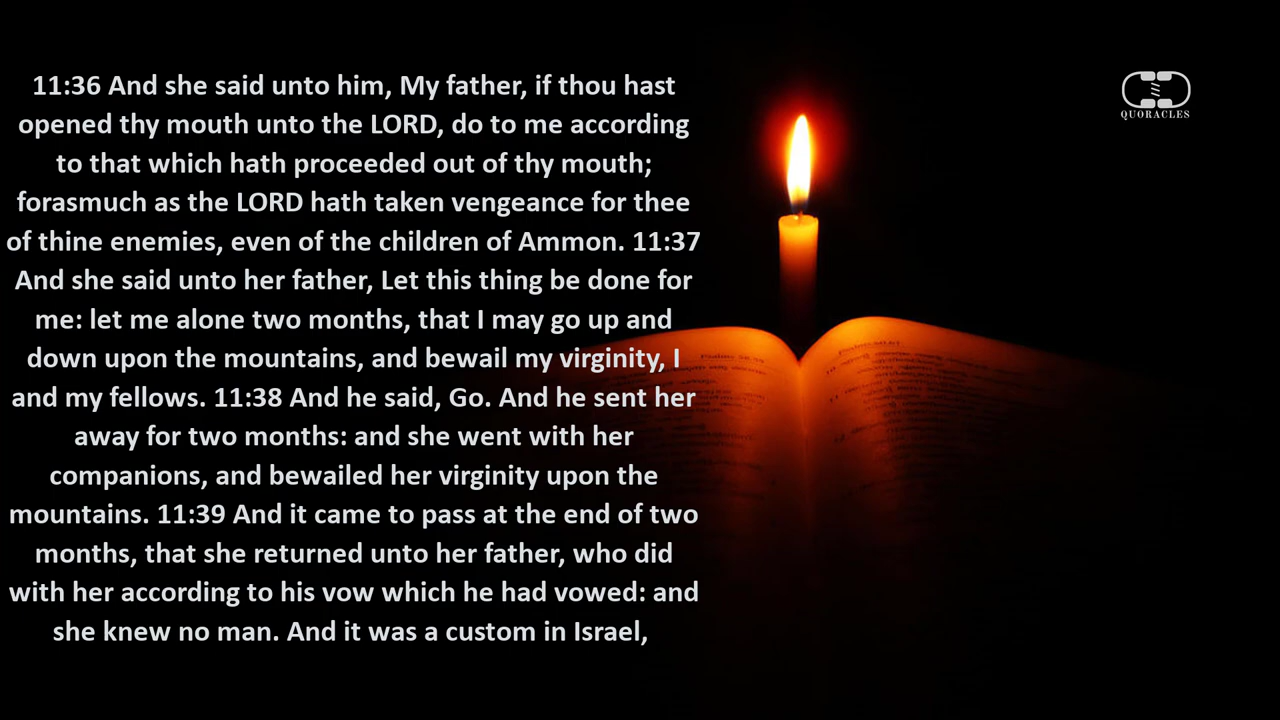 11:36 And she said unto him, My father, if thou hast
opened thy mouth unto the LORD, do to me according
to that which hath proceeded out of thy mouth;
forasmuch as the LORD hath taken vengeance for thee
of thine enemies, even of the children of Ammon. 11:37
And she said unto her father, Let this thing be done for
me: let me alone two months, that I may go up and
down upon the mountains, and bewail my virginity, I
and my fellows. 11:38 And he said, Go. And he sent her
away for two months: and she went with her
companions, and bewailed her virginity upon the
mountains. 11:39 And it came to pass at the end of two
months, that she returned unto her father, who did
with her according to his vow which he had vowed: and
she knew no man. And it was a custom in Israel,
QUORACLES